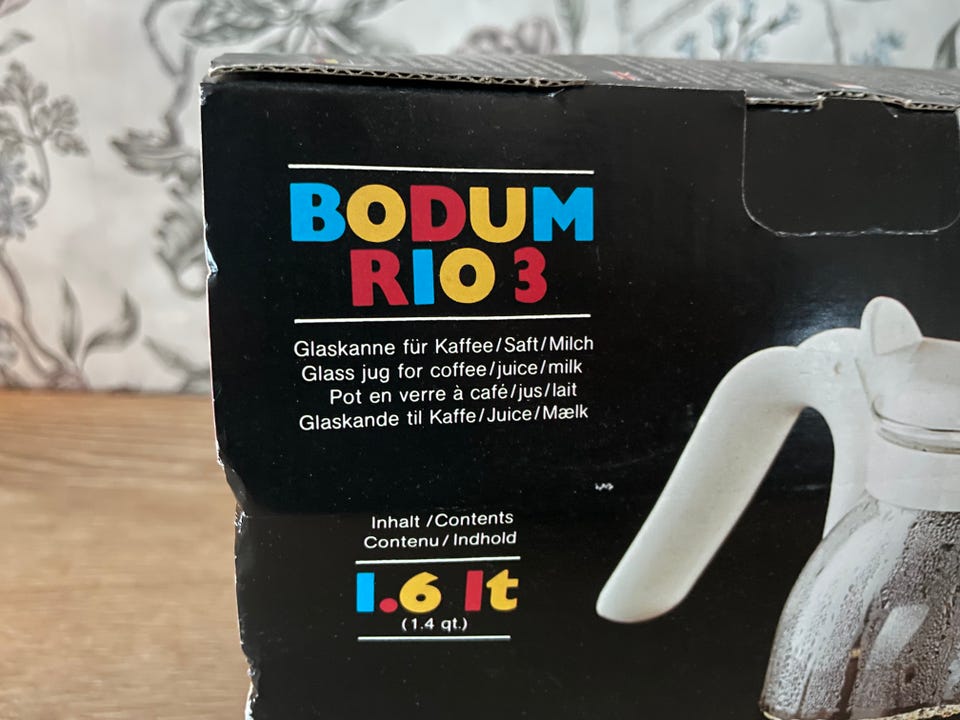 BODUM
RIO 3
Glaskanne für Kaffee/Saft/Milch
Glass jug for coffee/juice/milk
Pot en verre à café/jus/lait
Glaskande til Kaffe/Juice/Mælk
Inhalt/Contents
Contenu/Indhold
1.6 lt
(1.4 qt.)